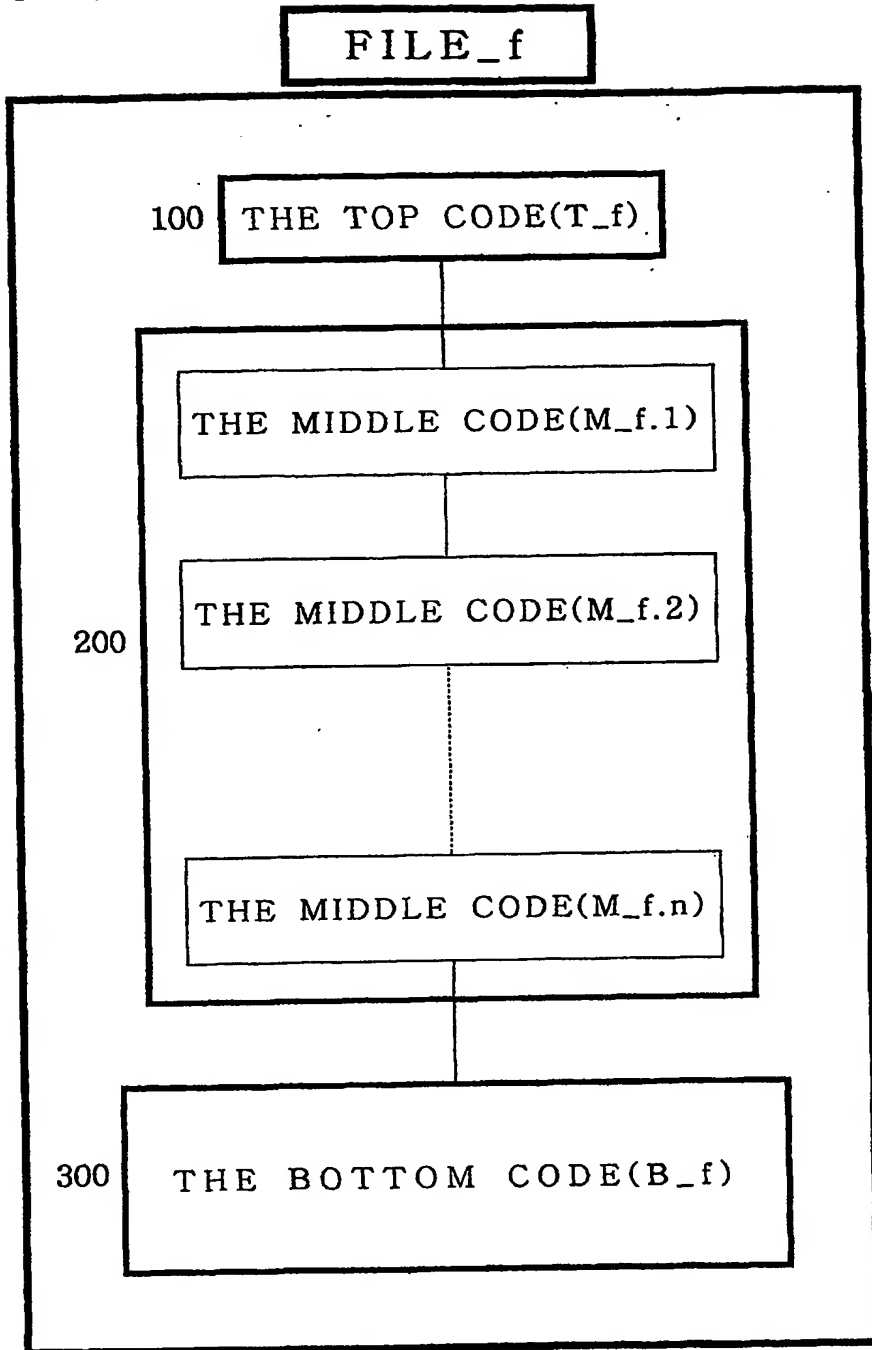 FILE_f
100 THE TOP CODE(T_f)
THE MIDDLE CODE(M_f.1)
THE MIDDLE CODE(M_f.2)
200
THE MIDDLE CODE(M_f.n)
300 THE BOTTOM CODE(B_f)